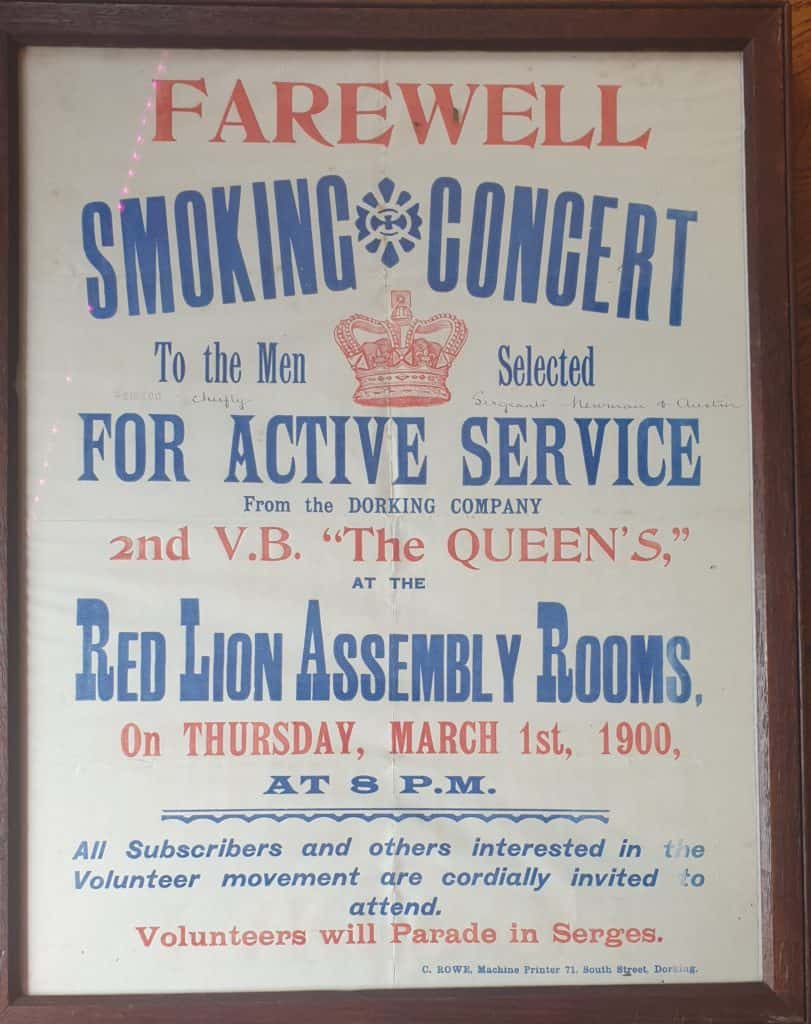 FAREWELL
SMOKING CONCERT
To the Men Selected
chiefly Sergeants Newman & Austin
FOR ACTIVE SERVICE
From the DORKING COMPANY
2nd V.B. “The QUEEN'S,”
AT THE
RED LION ASSEMBLY ROOMS,
On THURSDAY, MARCH 1st, 1900,
AT 8 P.M.
All Subscribers and others interested in the
Volunteer movement are cordially invited to
attend.
Volunteers will Parade in Serges.
C. ROWE, Machine Printer 71, South Street, Dorking.